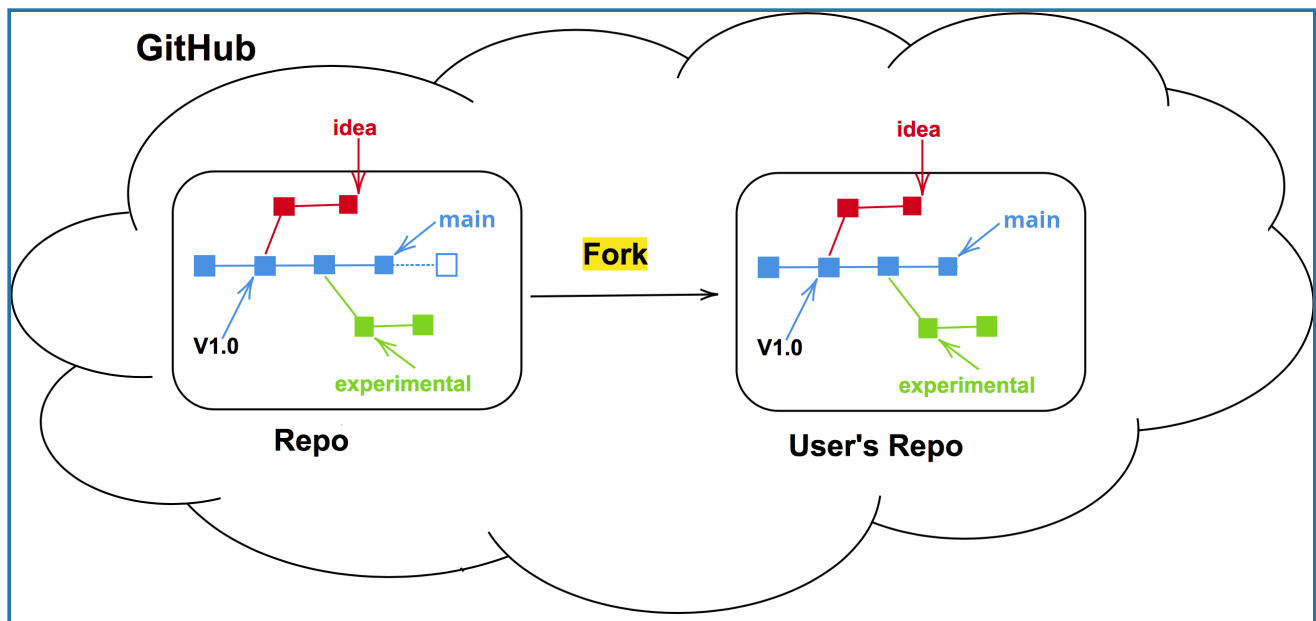 GitHub
idea
main
V1.0
experimental
Repo
Fork
idea
main
V1.0
experimental
User's Repo